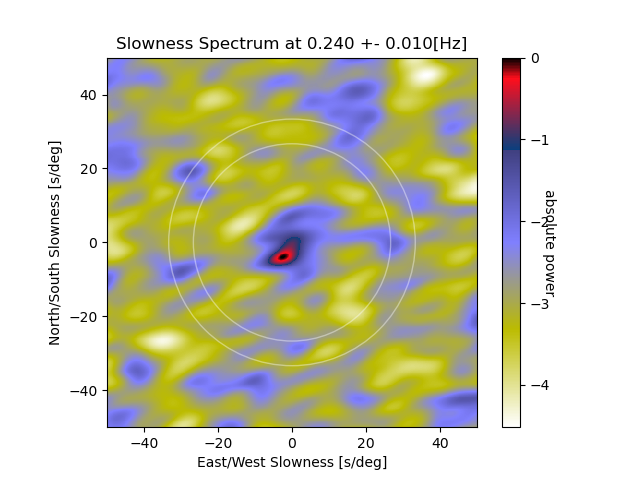 Slowness Spectrum at 0.240 +- 0.010[Hz]
North/South Slowness [s/deg]
40
20
0
−20
−40
−40 −20 0 20 40
East/West Slowness [s/deg]
0
−1
−2
−3
−4
absolute power